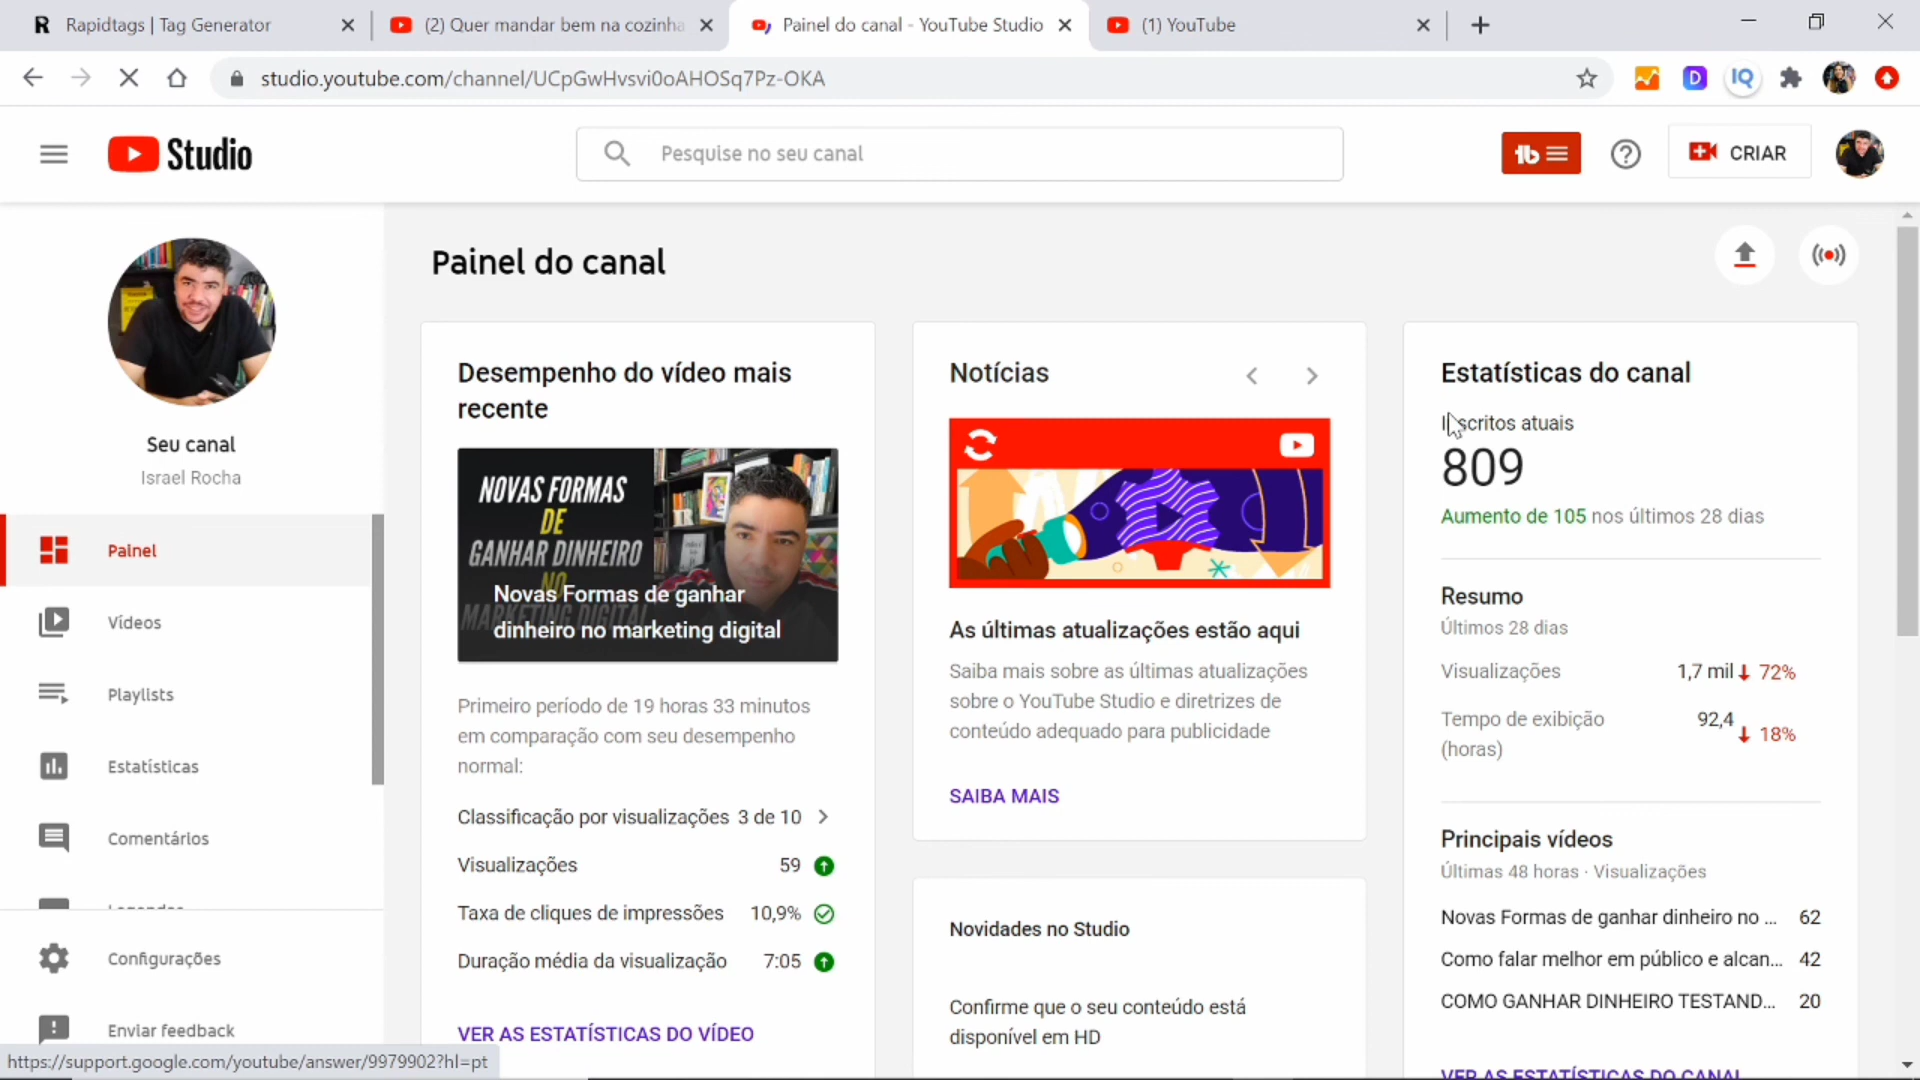 Rapidtags | Tag Generator
(2) Quer mandar bem na cozinha
Painel do canal - YouTube Studio
(1) YouTube
studio.youtube.com/channel/UCpGwHvsvi0oAHOSq7Pz-OKA
Studio
Pesquise no seu canal
CRIAR
Seu canal
Israel Rocha
Painel
Vídeos
Playlists
Estatísticas
Comentários
Configurações
Enviar feedback
https://support.google.com/youtube/answer/9979902?hl=pt
Painel do canal
Desempenho do vídeo mais
recente
NOVAS FORMAS
DE
GANHAR DINHEIRO
NO
MARKETING DIGITAL
Novas Formas de ganhar
dinheiro no marketing digital
Primeiro período de 19 horas 33 minutos
em comparação com seu desempenho
normal:
Classificação por visualizações 3 de 10
Visualizações 59
Taxa de cliques de impressões 10,9%
Duração média da visualização 7:05
VER AS ESTATÍSTICAS DO VÍDEO
Notícias
As últimas atualizações estão aqui
Saiba mais sobre as últimas atualizações
sobre o YouTube Studio e diretrizes de
conteúdo adequado para publicidade
SAIBA MAIS
Novidades no Studio
Confirme que o seu conteúdo está
disponível em HD
Estatísticas do canal
Inscritos atuais
809
Aumento de 105 nos últimos 28 dias
Resumo
Últimos 28 dias
Visualizações 1,7 mil 72%
Tempo de exibição 92,4
(horas) 18%
Principais vídeos
Últimas 48 horas · Visualizações
Novas Formas de ganhar dinheiro no ... 62
Como falar melhor em público e alcan... 42
COMO GANHAR DINHEIRO TESTAND... 20
VER AS ESTATÍSTICAS DO CANAL